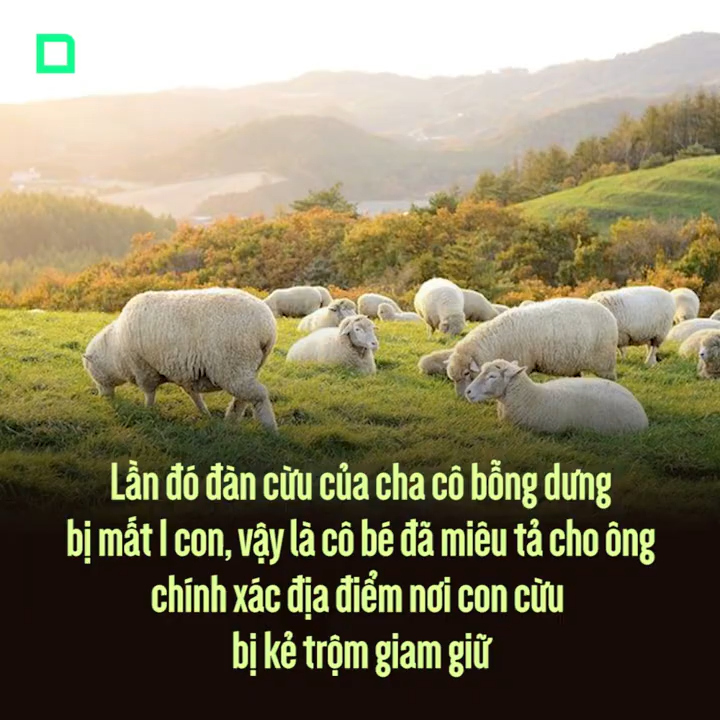 Lần đó đàn cừu của cha cô bỗng dưng
bị mất 1 con, vậy là cô bé đã miêu tả cho ông
chính xác địa điểm nơi con cừu
bị kẻ trộm giam giữ